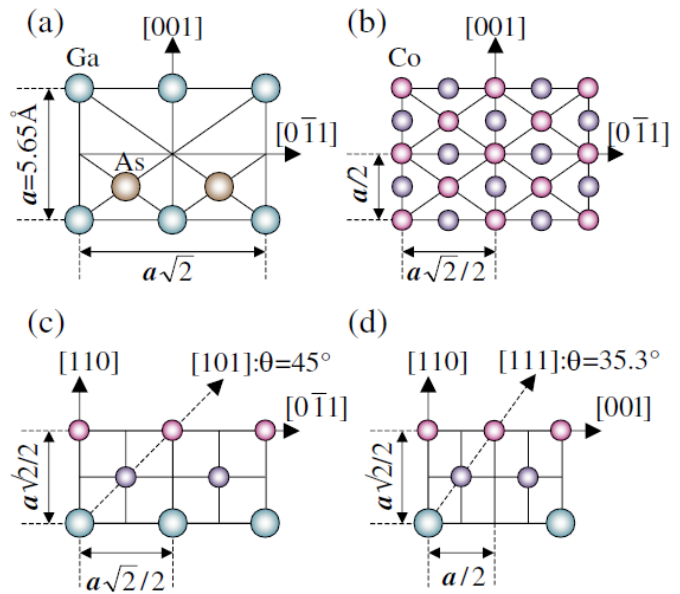 (a)
[001]
Ga
[0 1̄ 1]
As
a=5.65Å
a√2
(b)
[001]
Co
[0 1̄ 1]
a/2
a√2/2
(c)
[110]
[101]:θ=45°
[0 1̄ 1]
a√2/2
a√2/2
(d)
[110]
[111]:θ=35.3°
[001]
a√2/2
a/2